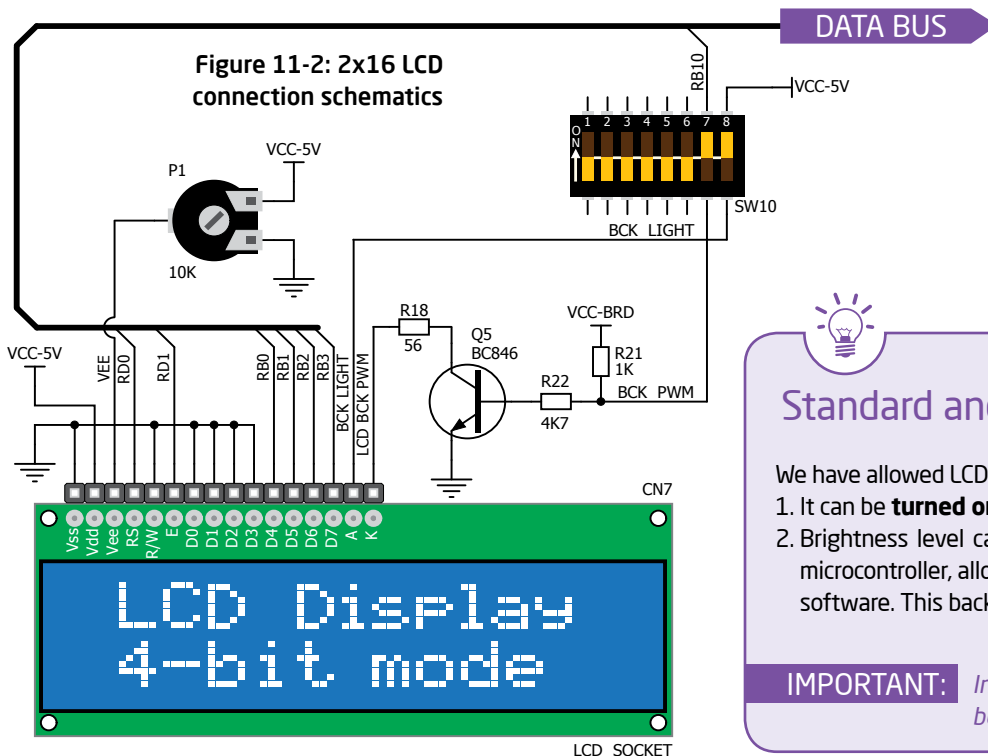 DATA BUS
Figure 11-2: 2x16 LCD
connection schematics
RB10
VCC-5V
1 2 3 4 5 6 7 8
ON
SW10
BCK LIGHT
VCC-5V
P1
10K
R18
56
Q5
BC846
VCC-BRD
R21
1K
R22
4K7
BCK PWM
VCC-5V
VEE
RD0
RD1
RB0
RB1
RB2
RB3
BCK LIGHT
LCD BCK PWM
CN7
Vss
Vdd
Vee
RS
R/W
E
D0
D1
D2
D3
D4
D5
D6
D7
A
K
LCD Display
4-bit mode
LCD SOCKET
Standard and
We have allowed LCD
1. It can be turned on
2. Brightness level ca
microcontroller, allo
software. This back
IMPORTANT:
In
be